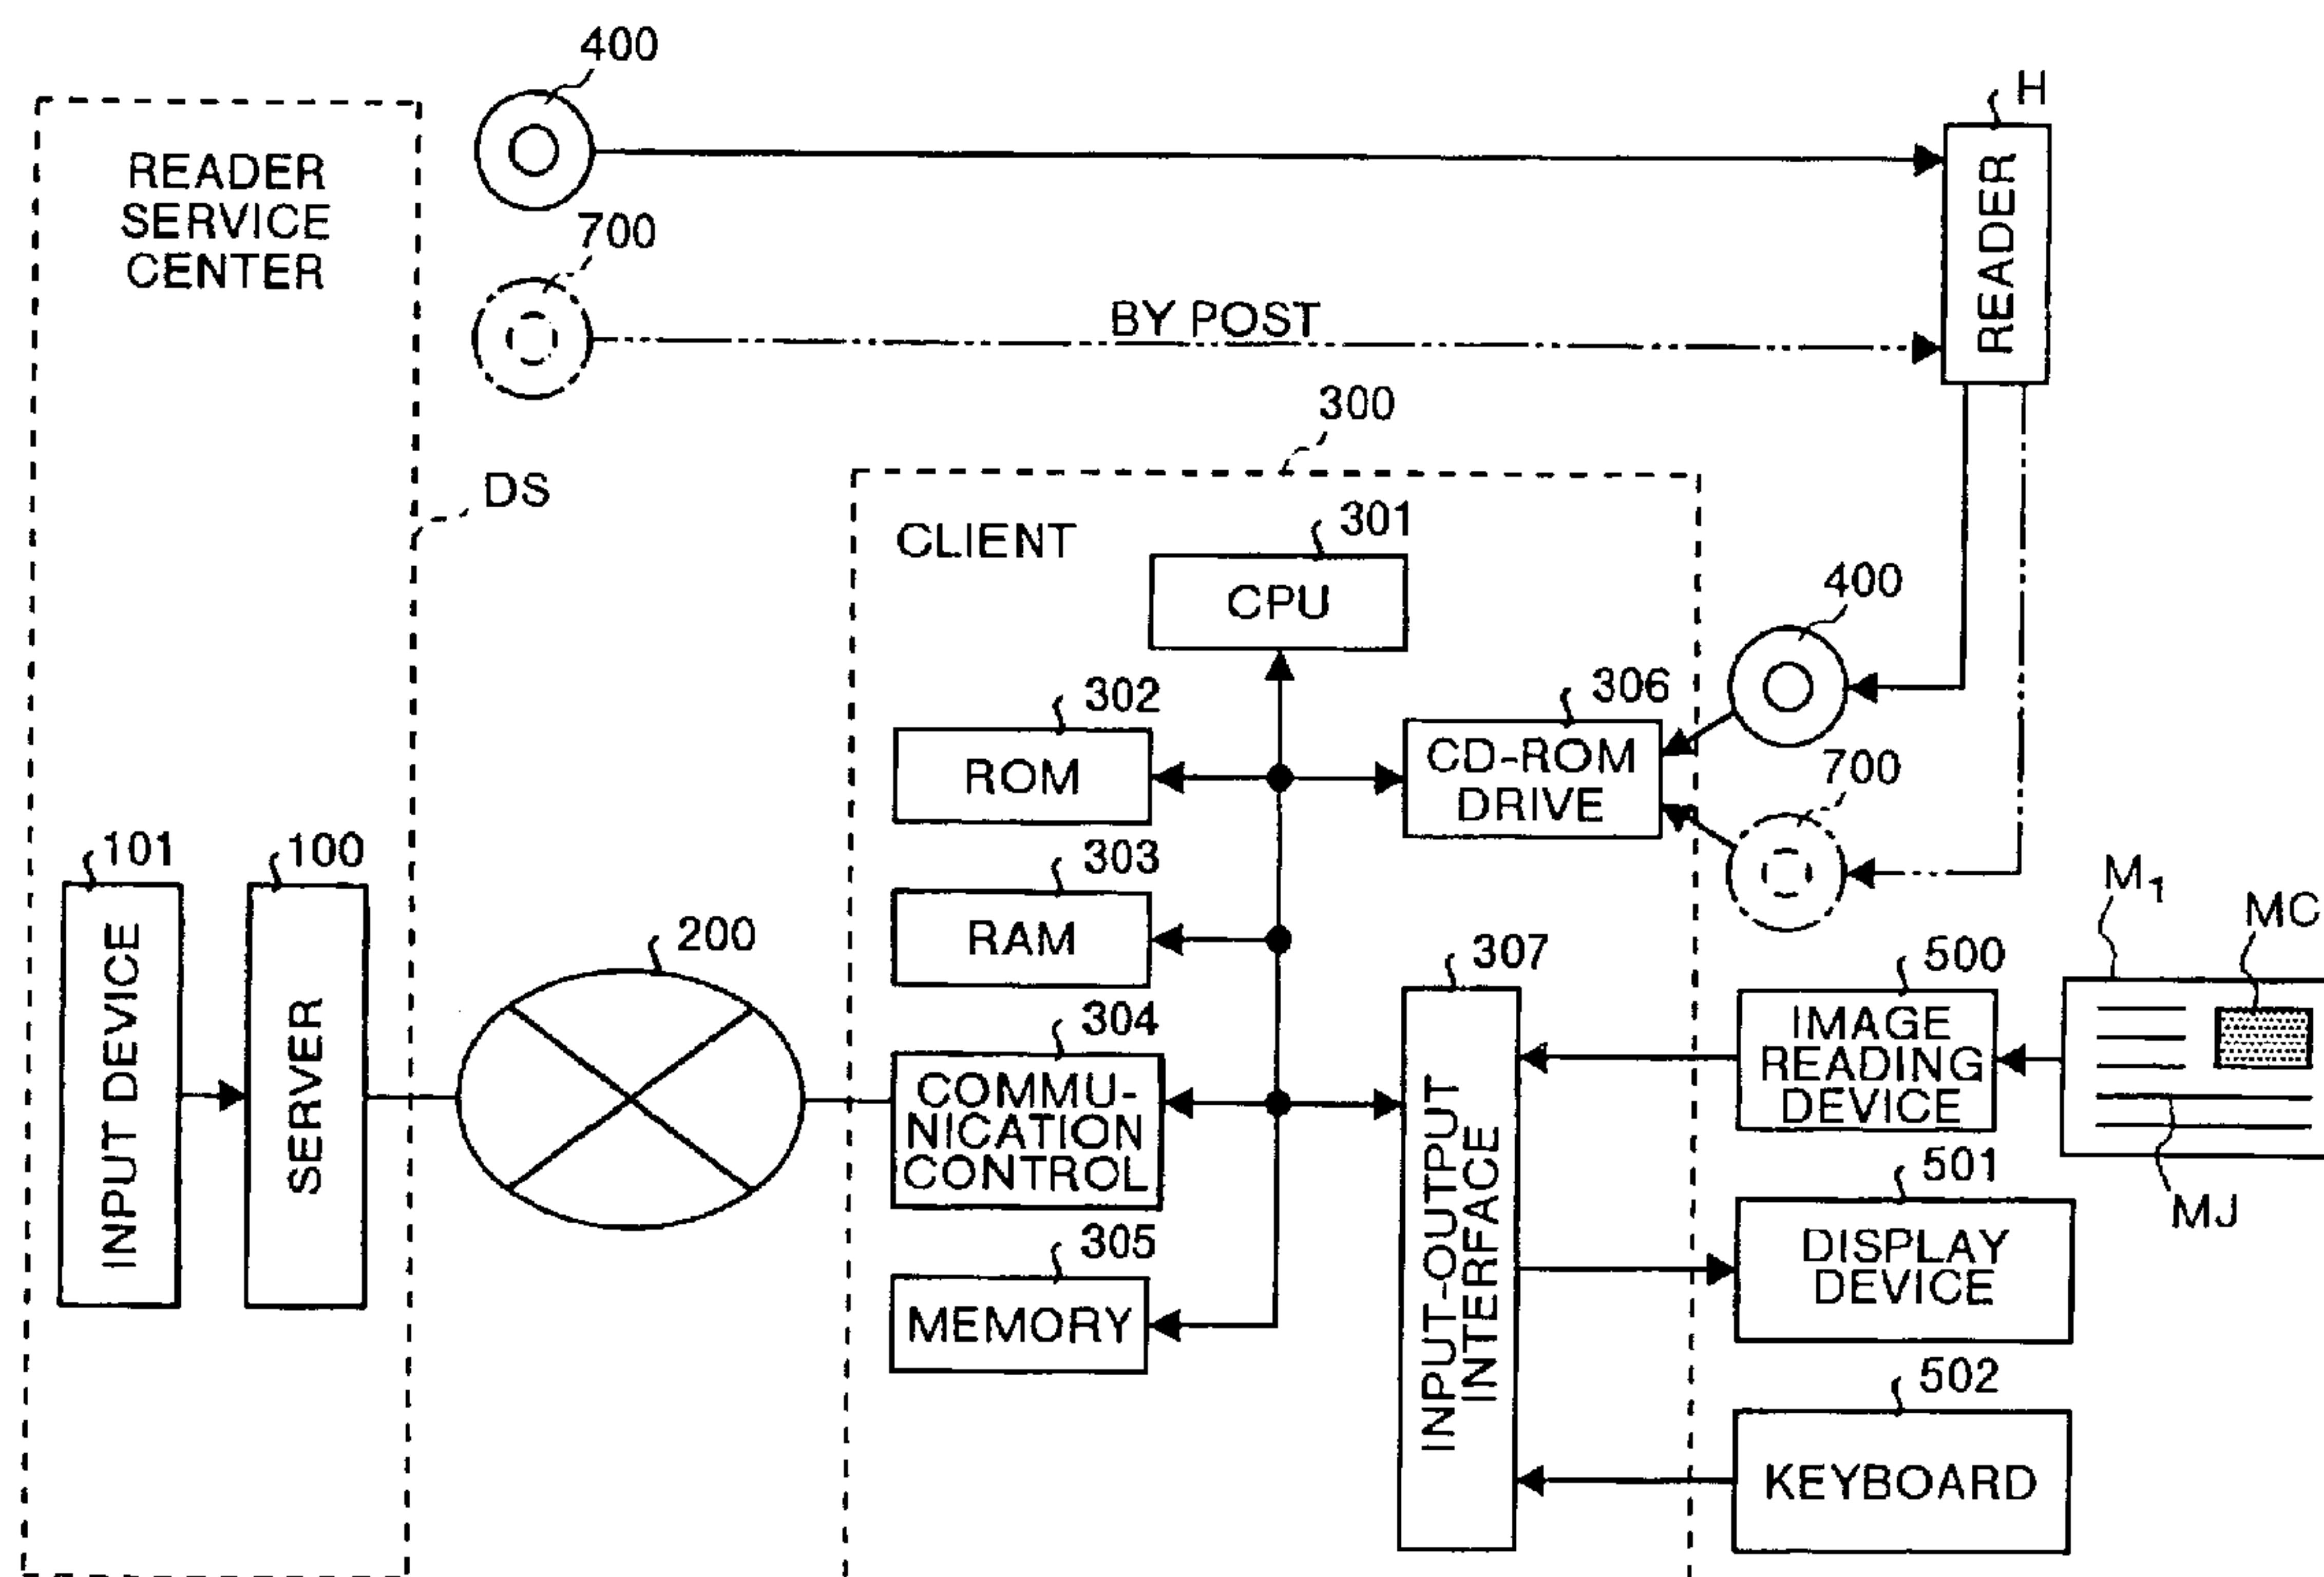 400
H
READER
SERVICE
CENTER
READER
700
BY POST
300
DS
CLIENT
301
CPU
400
302
ROM
306
CD-ROM
DRIVE
700
303
RAM
101
INPUT DEVICE
100
SERVER
200
304
COMMU-
NICATION
CONTROL
307
INPUT-OUTPUT
INTERFACE
500
IMAGE
READING
DEVICE
M1
MC
MJ
305
MEMORY
501
DISPLAY
DEVICE
502
KEYBOARD